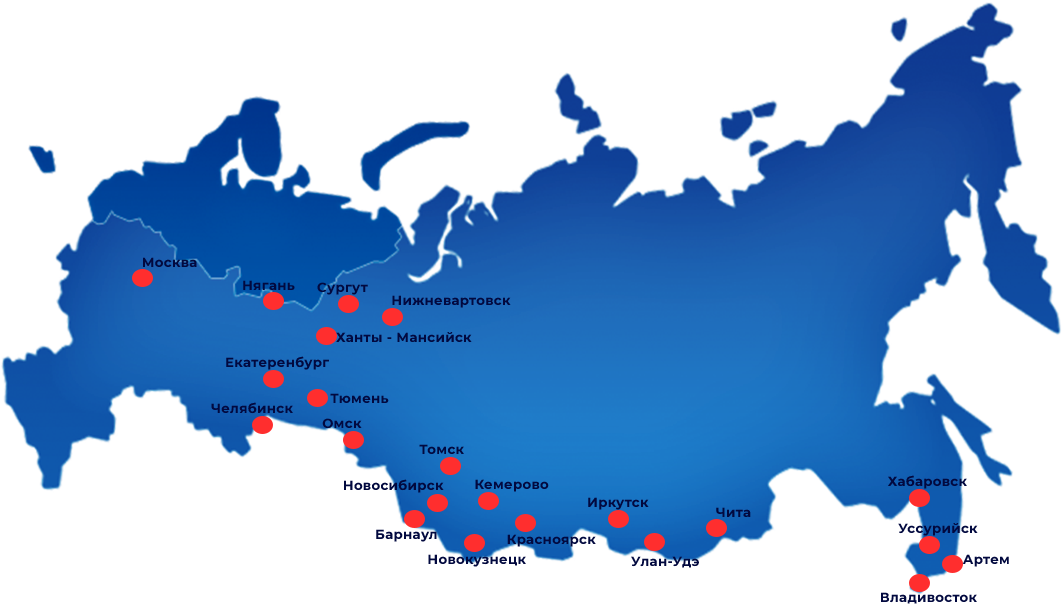 Москва
Нягань
Сургут
Нижневартовск
Ханты - Мансийск
Екатеренбург
Тюмень
Челябинск
Омск
Томск
Новосибирск
Кемерово
Барнаул
Красноярск
Новокузнецк
Иркутск
Улан-Удэ
Чита
Хабаровск
Уссурийск
Артем
Владивосток